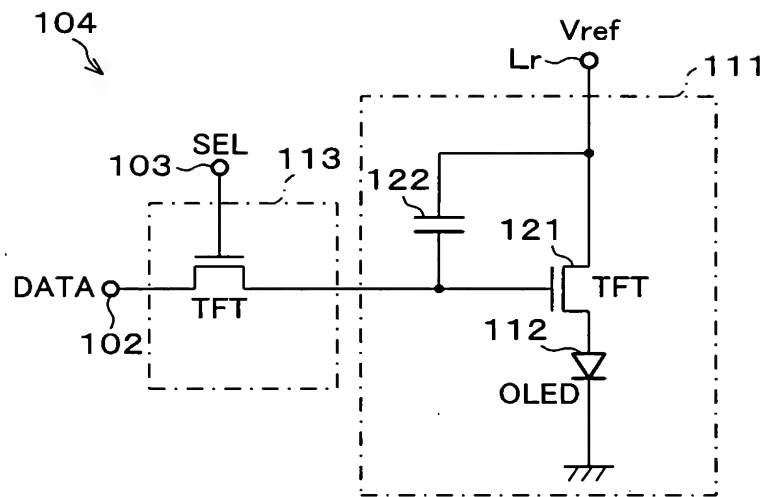 104
Vref
Lr
111
SEL
103
113
122
121
DATA
TFT
TFT
102
112
OLED